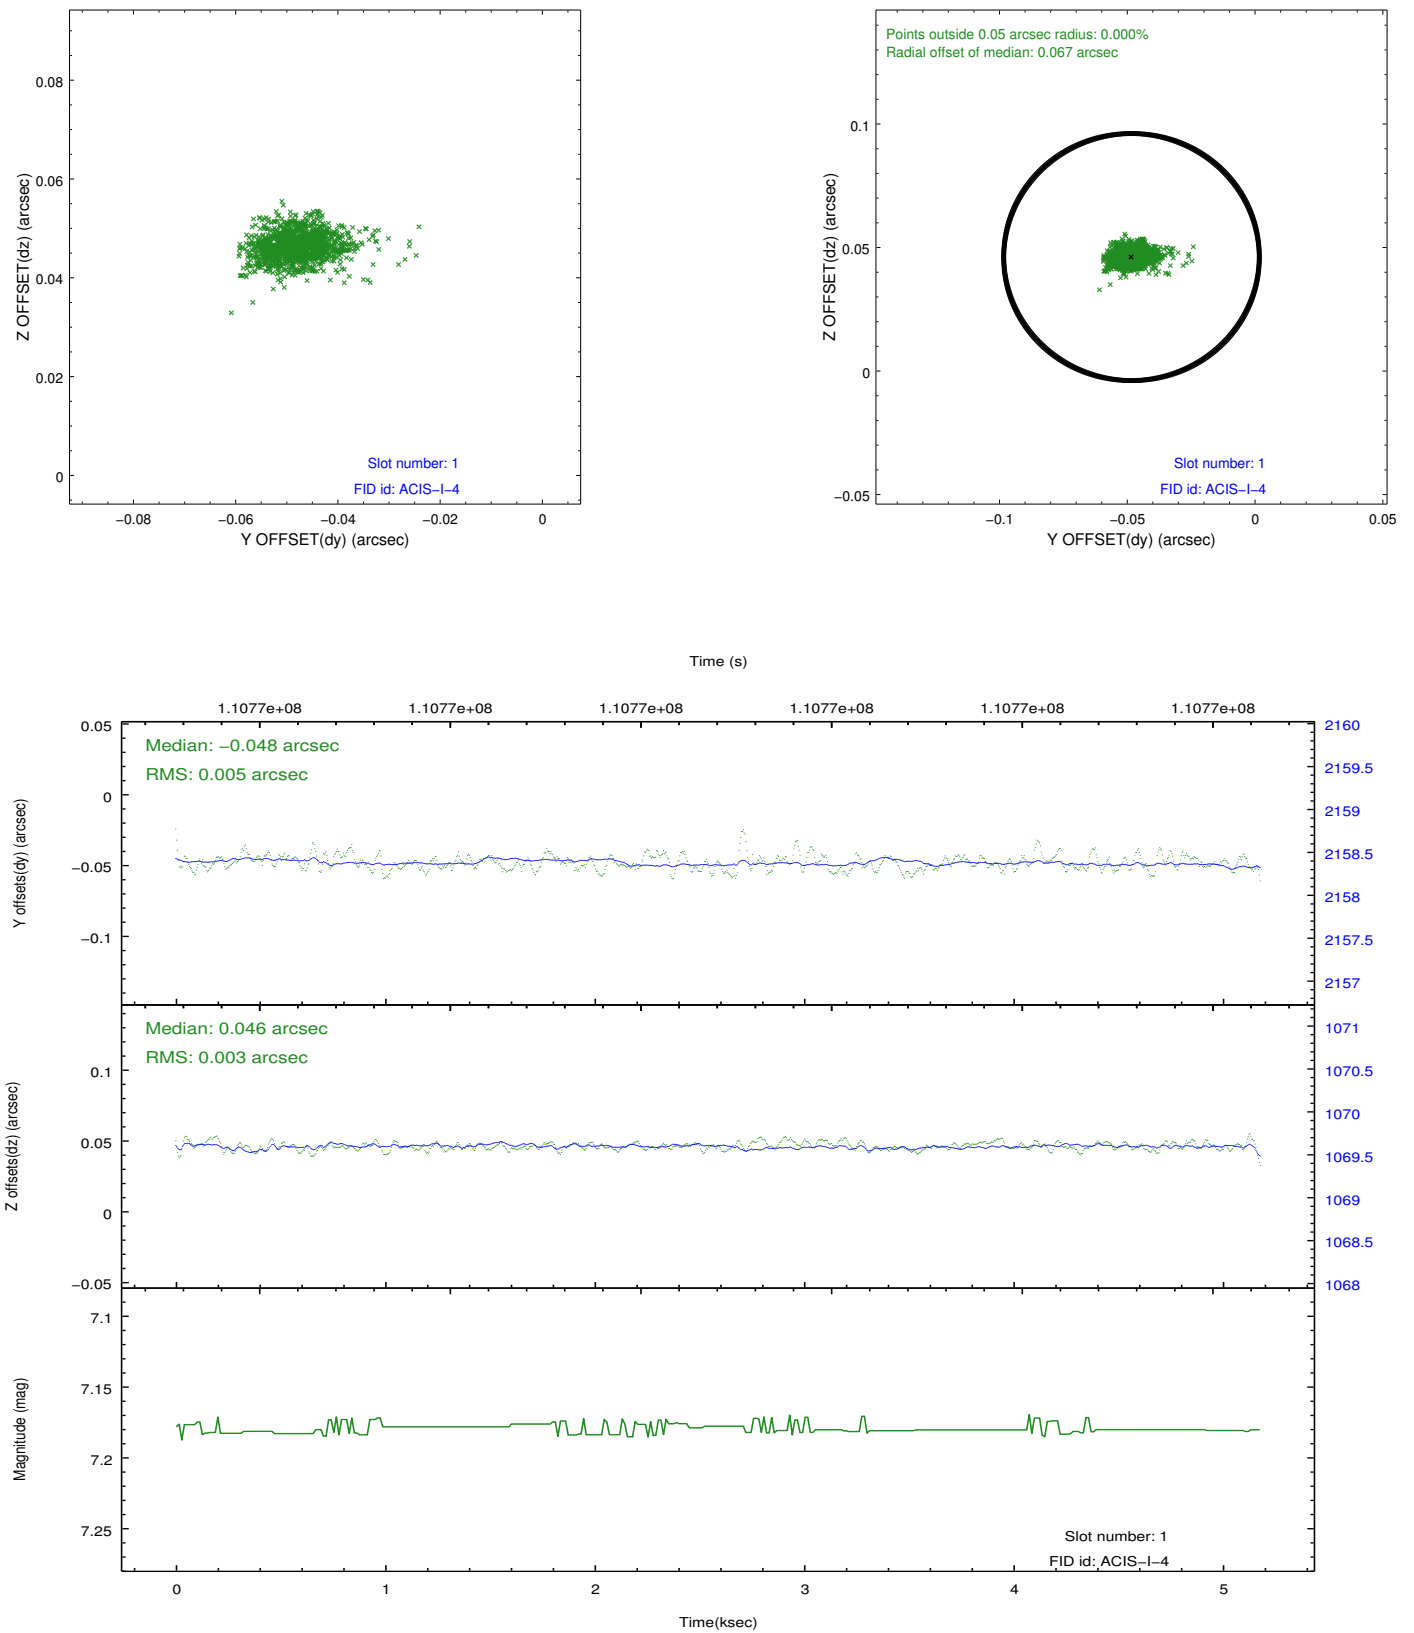 0.08
0.06
0.04
0.02
0
Z OFFSET(dz) (arcsec)
Slot number: 1
FID id: ACIS−I−4
−0.08 −0.06 −0.04 −0.02 0
Y OFFSET(dy) (arcsec)
Points outside 0.05 arcsec radius: 0.000%
Radial offset of median: 0.067 arcsec
0.1
0.05
0
−0.05
Z OFFSET(dz) (arcsec)
Slot number: 1
FID id: ACIS−I−4
−0.1 −0.05 0 0.05
Y OFFSET(dy) (arcsec)
Time (s)
1.1077e+08 1.1077e+08 1.1077e+08 1.1077e+08 1.1077e+08 1.1077e+08
Median: −0.048 arcsec
RMS: 0.005 arcsec
0.05
0
−0.05
−0.1
Y offsets(dy) (arcsec)
2160
2159.5
2159
2158.5
2158
2157.5
2157
Median: 0.046 arcsec
RMS: 0.003 arcsec
0.1
0.05
0
−0.05
Z offsets(dz) (arcsec)
1071
1070.5
1070
1069.5
1069
1068.5
1068
7.1
7.15
7.2
7.25
Magnitude (mag)
Slot number: 1
FID id: ACIS−I−4
0 1 2 3 4 5
Time(ksec)